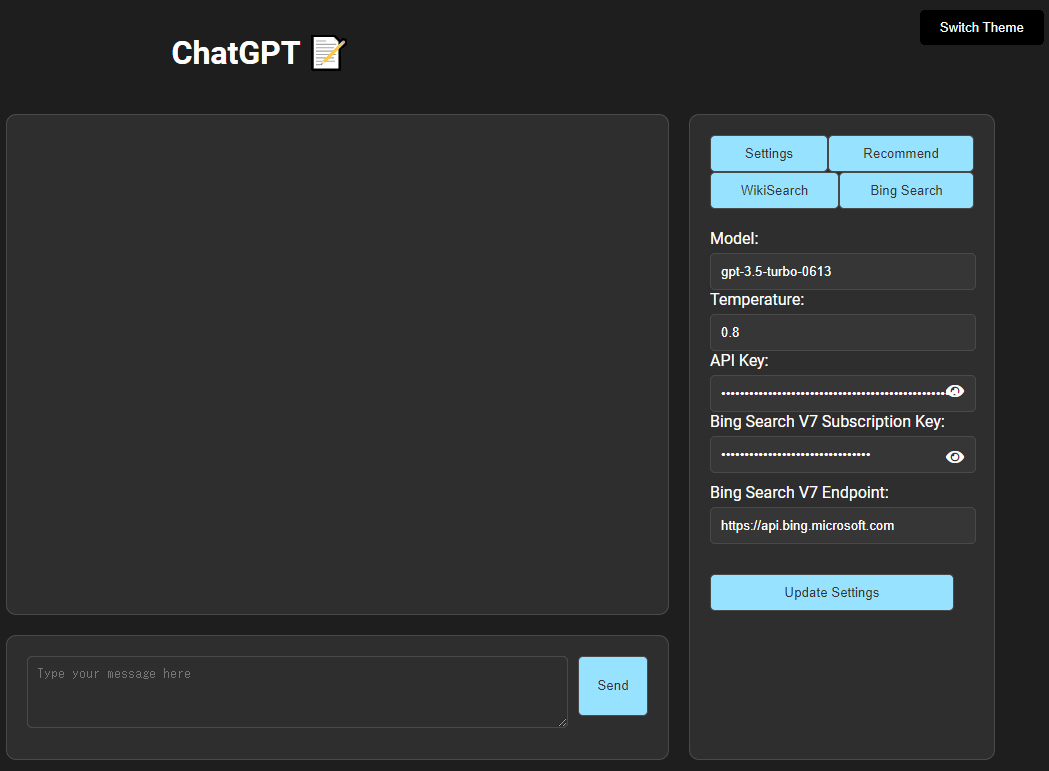 Switch Theme
ChatGPT 📝
Settings
Recommend
WikiSearch
Bing Search
Model:
gpt-3.5-turbo-0613
Temperature:
0.8
API Key:
Bing Search V7 Subscription Key:
Bing Search V7 Endpoint:
https://api.bing.microsoft.com
Update Settings
Type your message here
Send